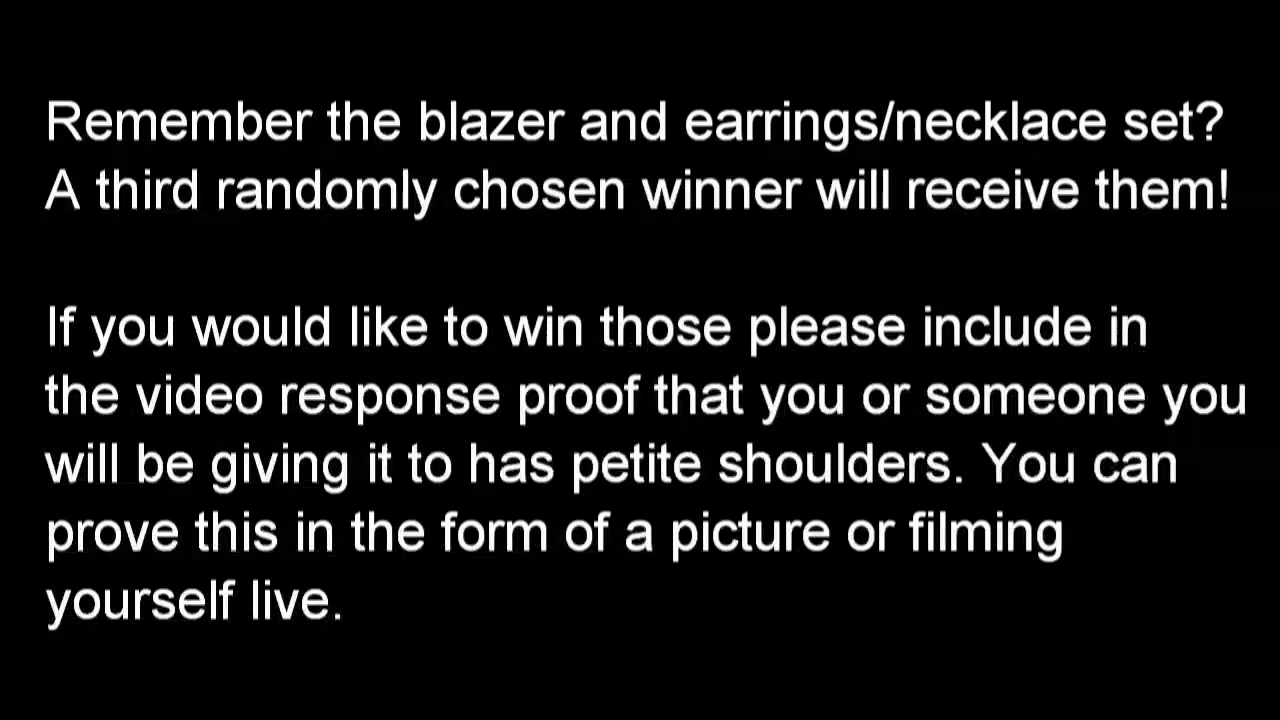 Remember the blazer and earrings/necklace set?
A third randomly chosen winner will receive them!
If you would like to win those please include in
the video response proof that you or someone you
will be giving it to has petite shoulders. You can
prove this in the form of a picture or filming
yourself live.